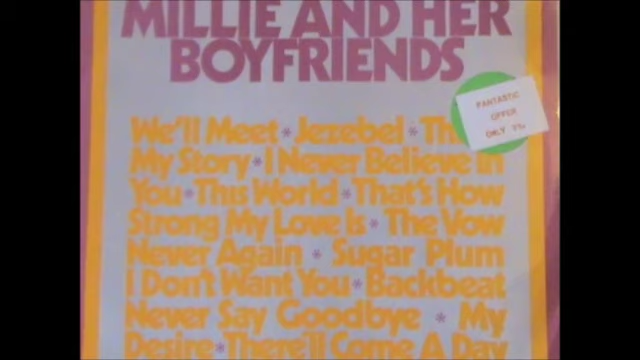 MILLIE AND HER
BOYFRIENDS
We'll Meet * Jezebel *
My Story * I Never Believe in
You * This World * That's How
Strong My Love Is * The Vow
Never Again * Sugar Plum
I Don't Want You * Backbeat
Never Say Goodbye * My
Desire * There'll Come A Day
FANTASTIC
OFFER
ONLY